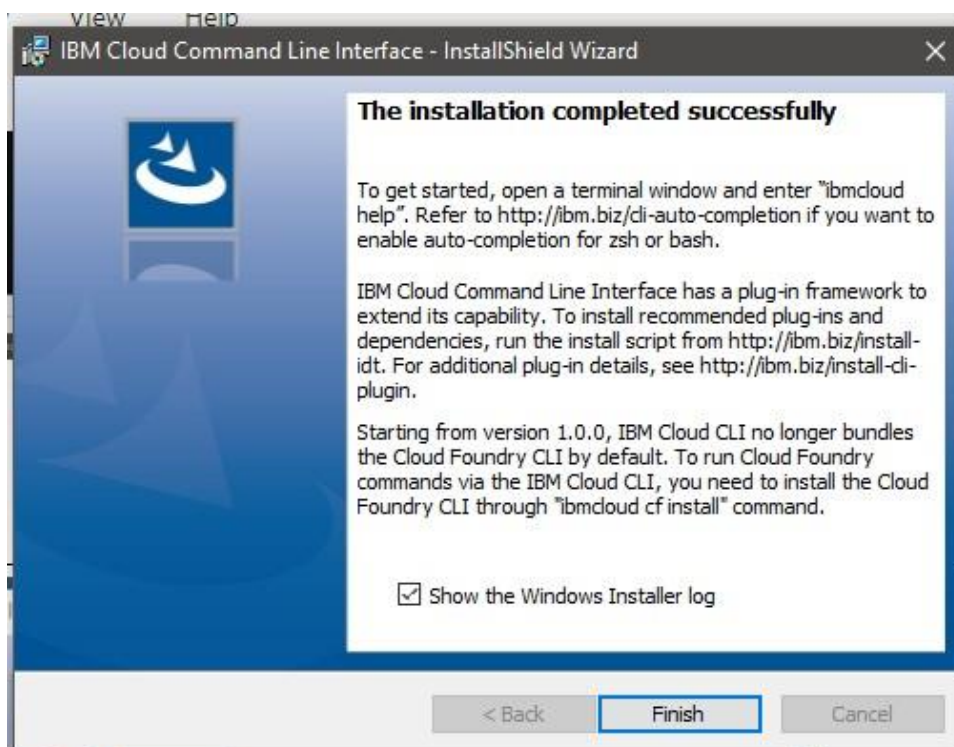 View Help
IBM Cloud Command Line Interface - InstallShield Wizard
The installation completed successfully
To get started, open a terminal window and enter "ibmcloud
help". Refer to http://ibm.biz/cli-auto-completion if you want to
enable auto-completion for zsh or bash.
IBM Cloud Command Line Interface has a plug-in framework to
extend its capability. To install recommended plug-ins and
dependencies, run the install script from http://ibm.biz/install-
idt. For additional plug-in details, see http://ibm.biz/install-cli-
plugin.
Starting from version 1.0.0, IBM Cloud CLI no longer bundles
the Cloud Foundry CLI by default. To run Cloud Foundry
commands via the IBM Cloud CLI, you need to install the Cloud
Foundry CLI through "ibmcloud cf install" command.
Show the Windows Installer log
< Back Finish Cancel